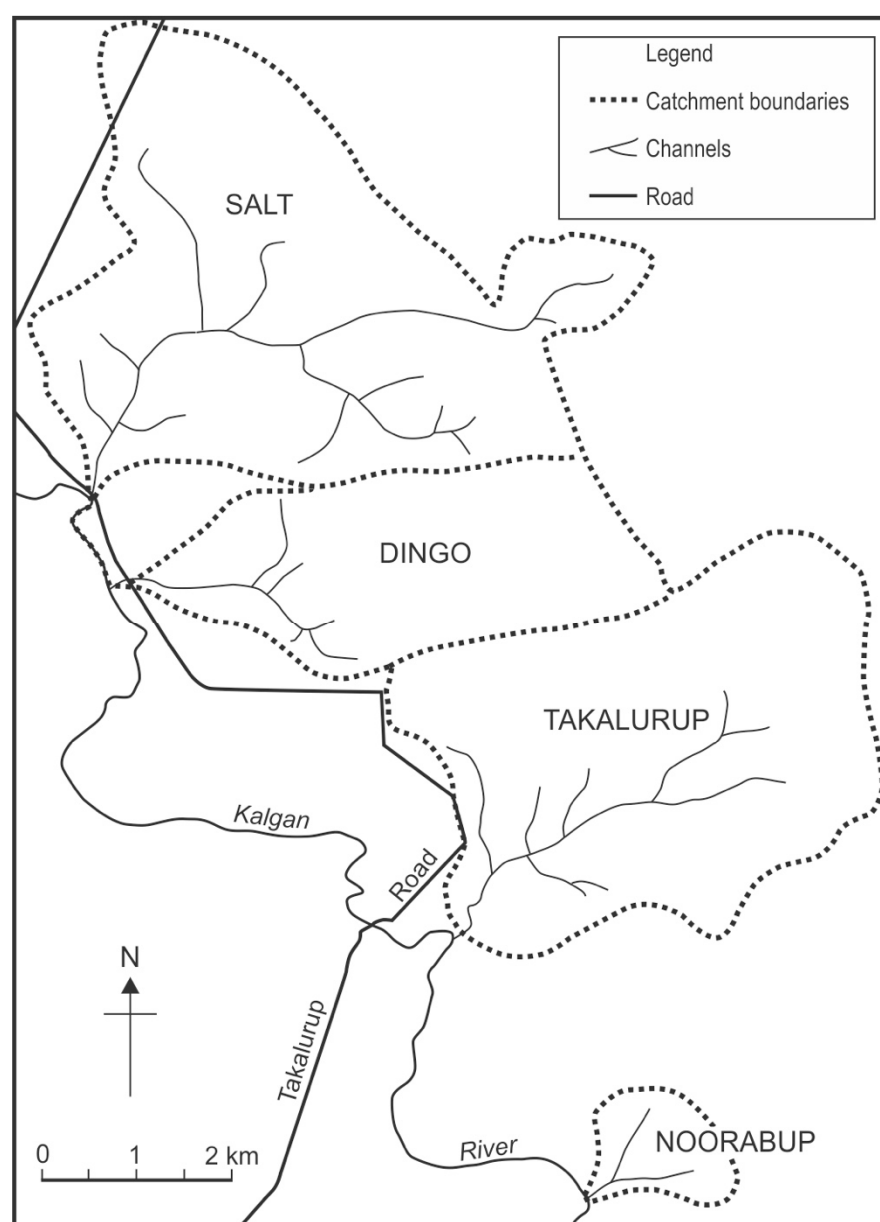 Legend
Catchment boundaries
Channels
Road
SALT
DINGO
TAKALURUP
Kalgan
Road
N
Takalurup
0 1 2 km
River
NOORABUP